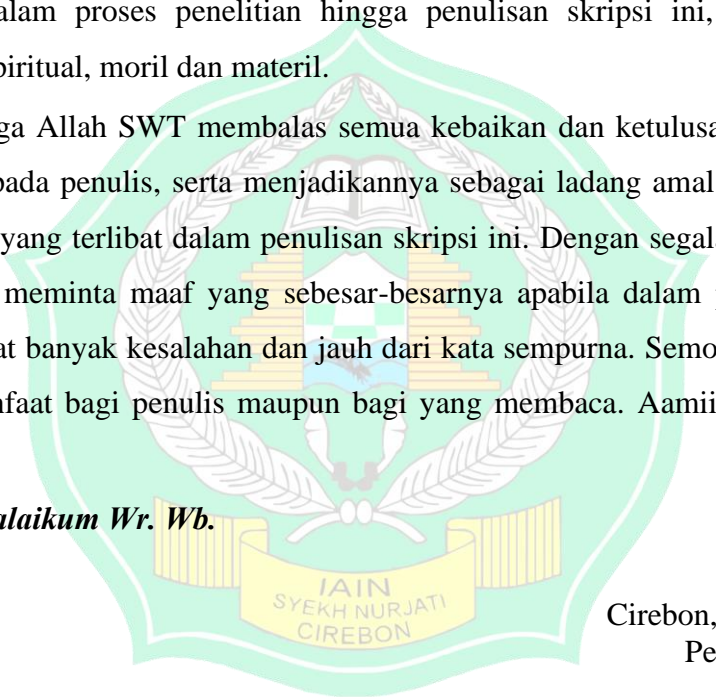 alam proses penelitian hingga penulisan skripsi ini,
piritual, moril dan materil.
ga Allah SWT membalas semua kebaikan dan ketulusa
pada penulis, serta menjadikannya sebagai ladang amal
yang terlibat dalam penulisan skripsi ini. Dengan segala
meminta maaf yang sebesar-besarnya apabila dalam p
at banyak kesalahan dan jauh dari kata sempurna. Semo
nfaat bagi penulis maupun bagi yang membaca. Aamii
alaikum Wr. Wb.
IAIN
SYEKH NURJATI
CIREBON
Cirebon,
Pe